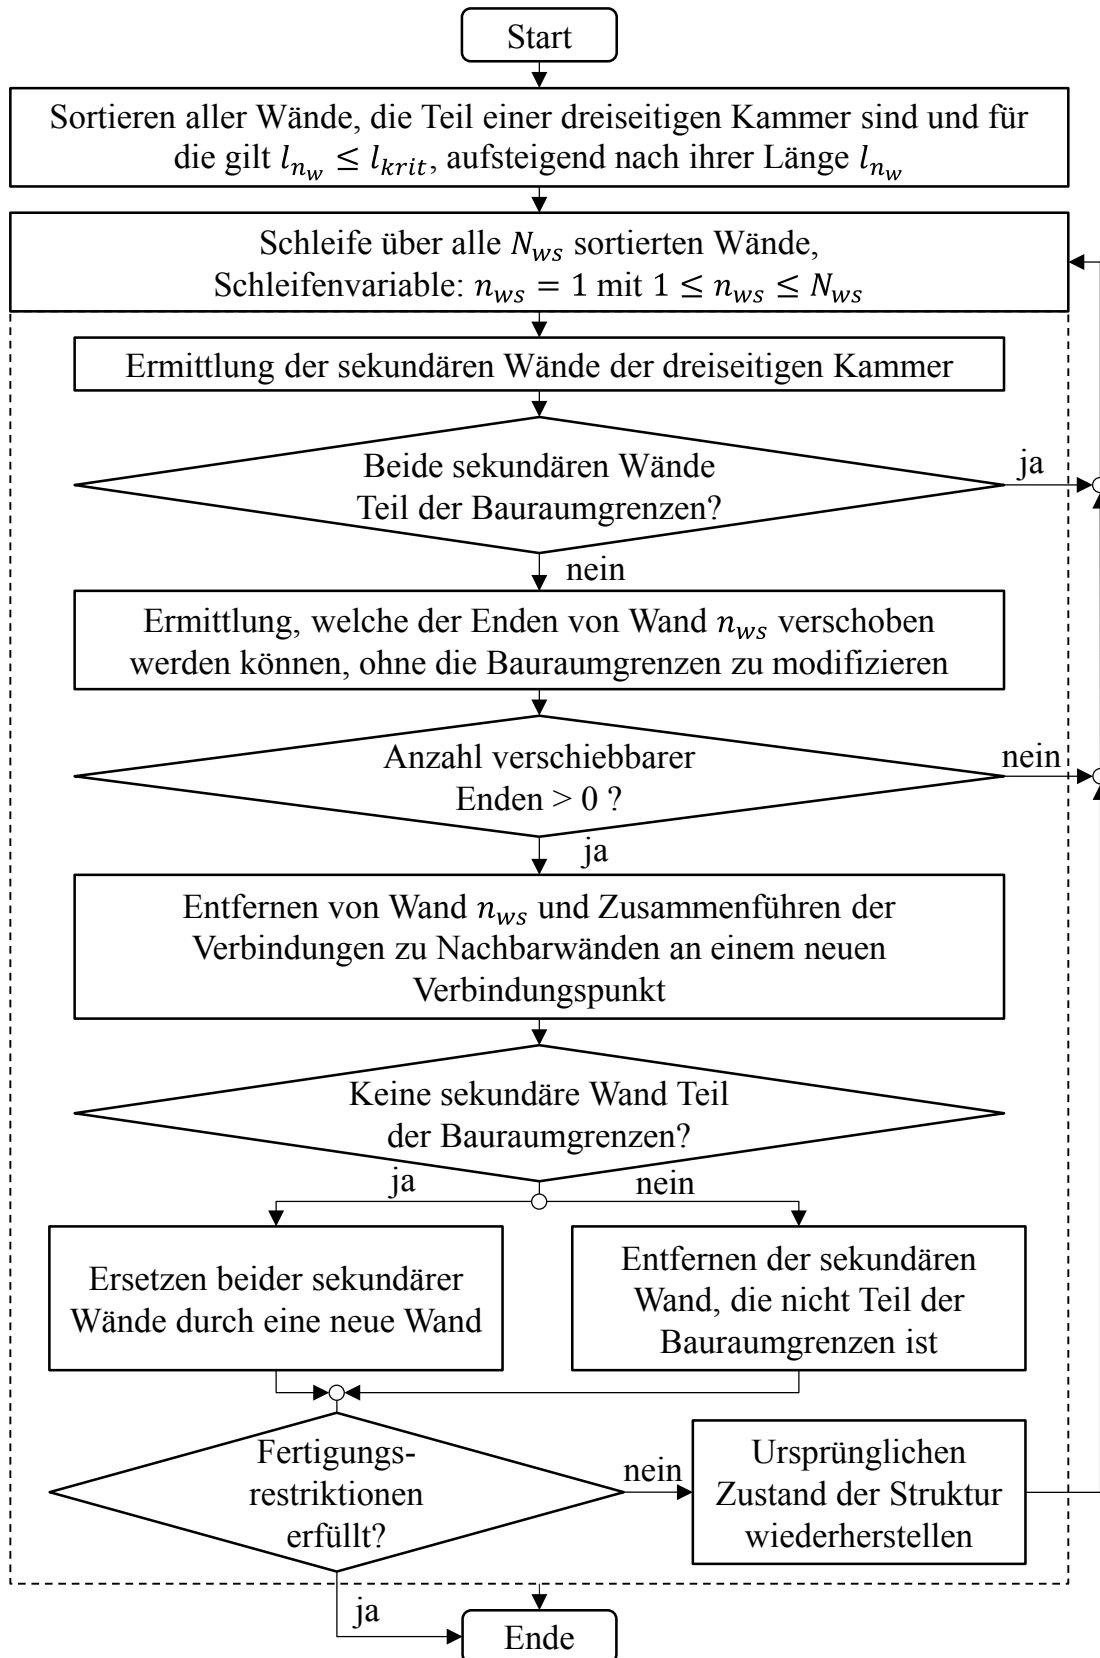 Start
Sortieren aller Wände, die Teil einer dreiseitigen Kammer sind und für
die gilt $l_{n_w} \leq l_{krit}$, aufsteigend nach ihrer Länge $l_{n_w}$
Schleife über alle $N_{ws}$ sortierten Wände,
Schleifenvariable: $n_{ws} = 1$ mit $1 \leq n_{ws} \leq N_{ws}$
Ermittlung der sekundären Wände der dreiseitigen Kammer
Beide sekundären Wände
Teil der Bauraumgrenzen?
ja
nein
Ermittlung, welche der Enden von Wand $n_{ws}$ verschoben
werden können, ohne die Bauraumgrenzen zu modifizieren
Anzahl verschiebbarer
Enden > 0 ?
nein
ja
Entfernen von Wand $n_{ws}$ und Zusammenführen der
Verbindungen zu Nachbarwänden an einem neuen
Verbindungspunkt
Keine sekundäre Wand Teil
der Bauraumgrenzen?
ja
nein
Ersetzen beider sekundärer
Wände durch eine neue Wand
Entfernen der sekundären
Wand, die nicht Teil der
Bauraumgrenzen ist
Fertigungs-
restriktionen
erfüllt?
nein
Ursprünglichen
Zustand der Struktur
wiederherstellen
ja
Ende